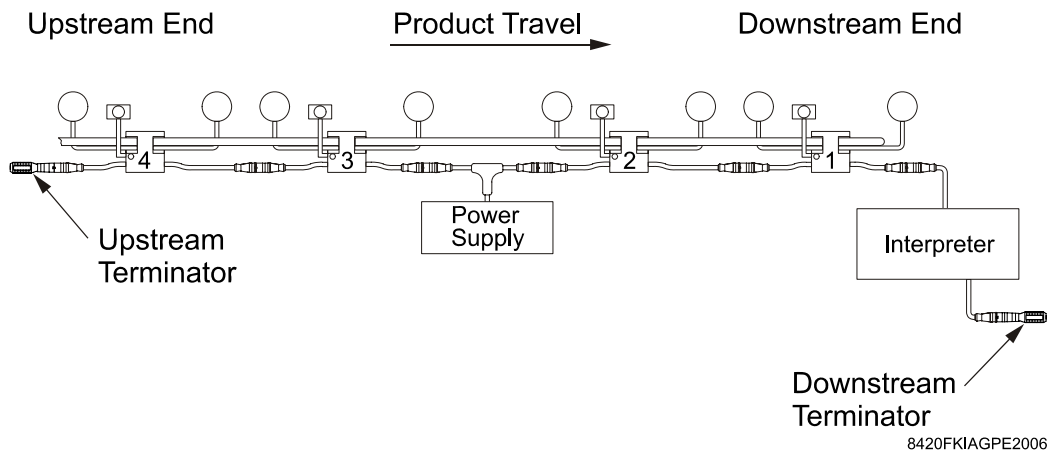 Upstream End
Product Travel
Downstream End
4
3
2
1
Power
Supply
Interpreter
Upstream
Terminator
Downstream
Terminator
8420FKIAGPE2006